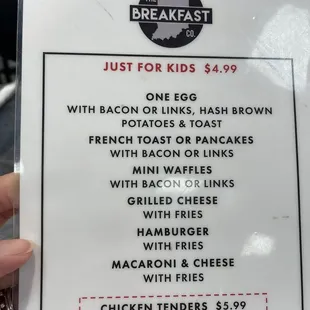 THE
BREAKFAST
CO.
JUST FOR KIDS $4.99
ONE EGG
WITH BACON OR LINKS, HASH BROWN
POTATOES & TOAST
FRENCH TOAST OR PANCAKES
WITH BACON OR LINKS
MINI WAFFLES
WITH BACON OR LINKS
GRILLED CHEESE
WITH FRIES
HAMBURGER
WITH FRIES
MACARONI & CHEESE
WITH FRIES
CHICKEN TENDERS $5.99